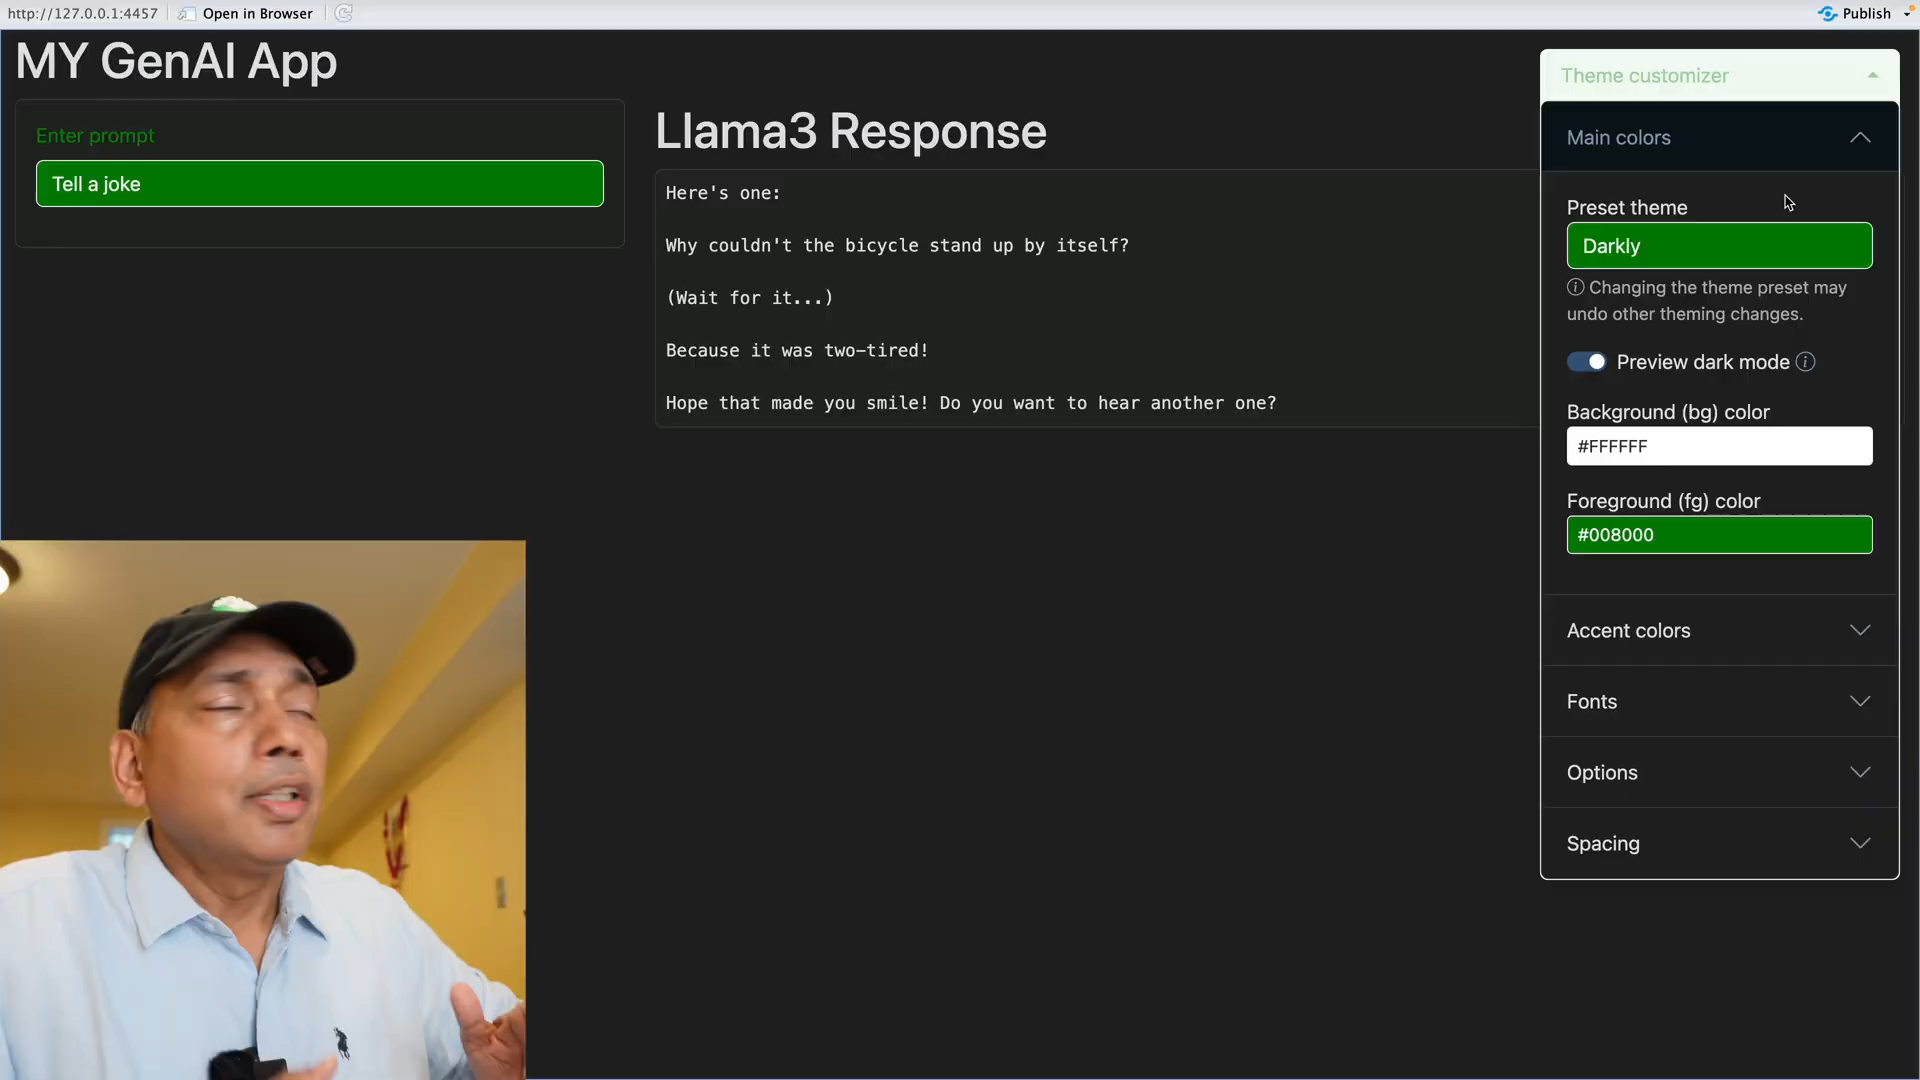 http://127.0.0.1:4457
Open in Browser
Publish
MY GenAI App
Enter prompt
Tell a joke
Llama3 Response
Here's one:
Why couldn't the bicycle stand up by itself?
(Wait for it...)
Because it was two-tired!
Hope that made you smile! Do you want to hear another one?
Theme customizer
Main colors
Preset theme
Darkly
Changing the theme preset may
undo other theming changes.
Preview dark mode
Background (bg) color
#FFFFFF
Foreground (fg) color
#008000
Accent colors
Fonts
Options
Spacing